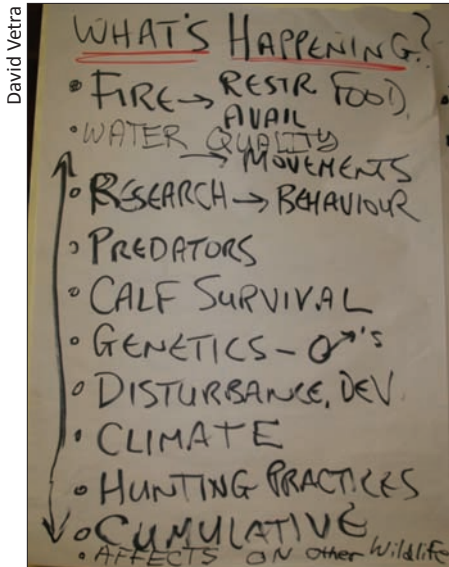 David Vetra
WHAT'S HAPPENING?
• FIRE → RESTR. FOOD,
AVAIL
• WATER QUALITY
→ MOVEMENTS
• RESEARCH → BEHAVIOUR
• PREDATORS
• CALF SURVIVAL
• GENETICS - ♂'s
• DISTURBANCE, DEV
• CLIMATE
• HUNTING PRACTICES
• CUMULATIVE
• AFFECTS ON other Wildlife